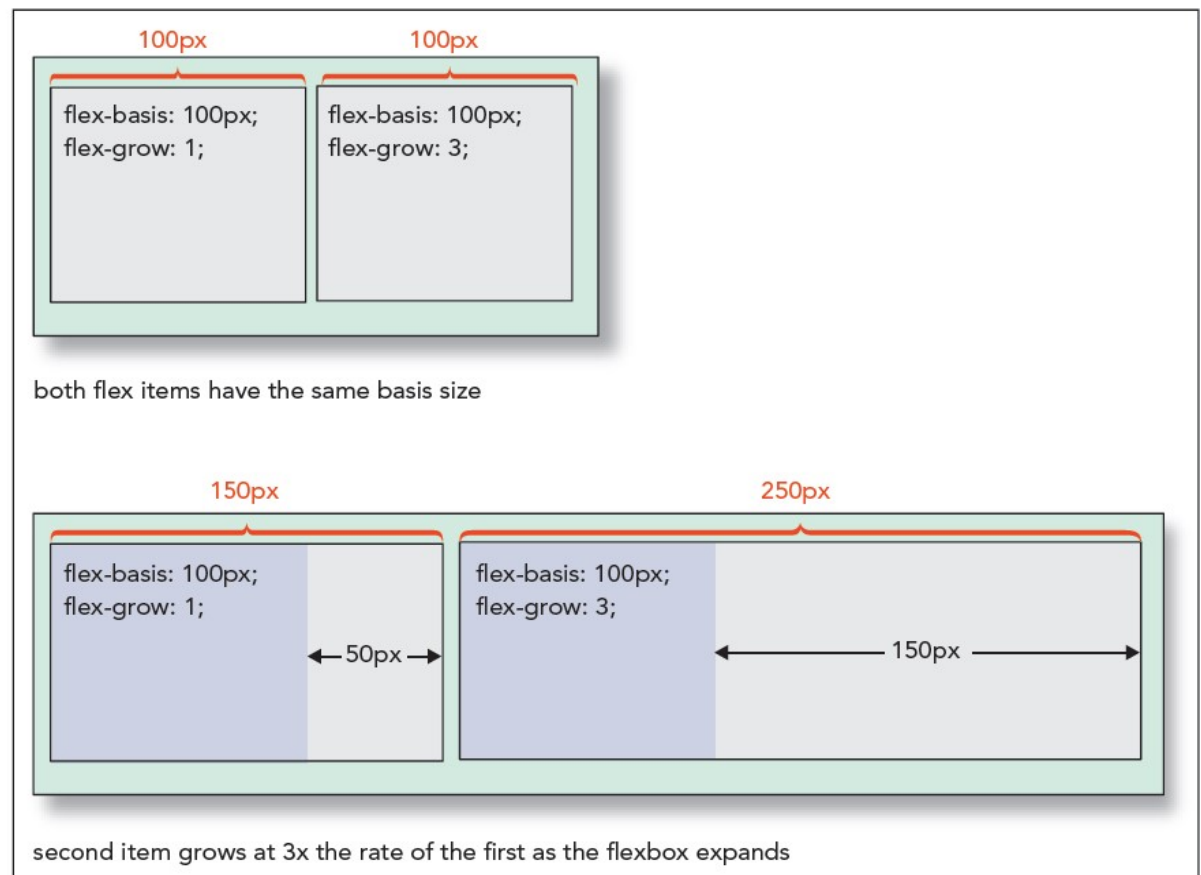 100px 100px
flex-basis: 100px; flex-basis: 100px;
flex-grow: 1; flex-grow: 3;
both flex items have the same basis size
150px 250px
flex-basis: 100px; flex-basis: 100px;
flex-grow: 1; flex-grow: 3;
50px 150px
second item grows at 3x the rate of the first as the flexbox expands